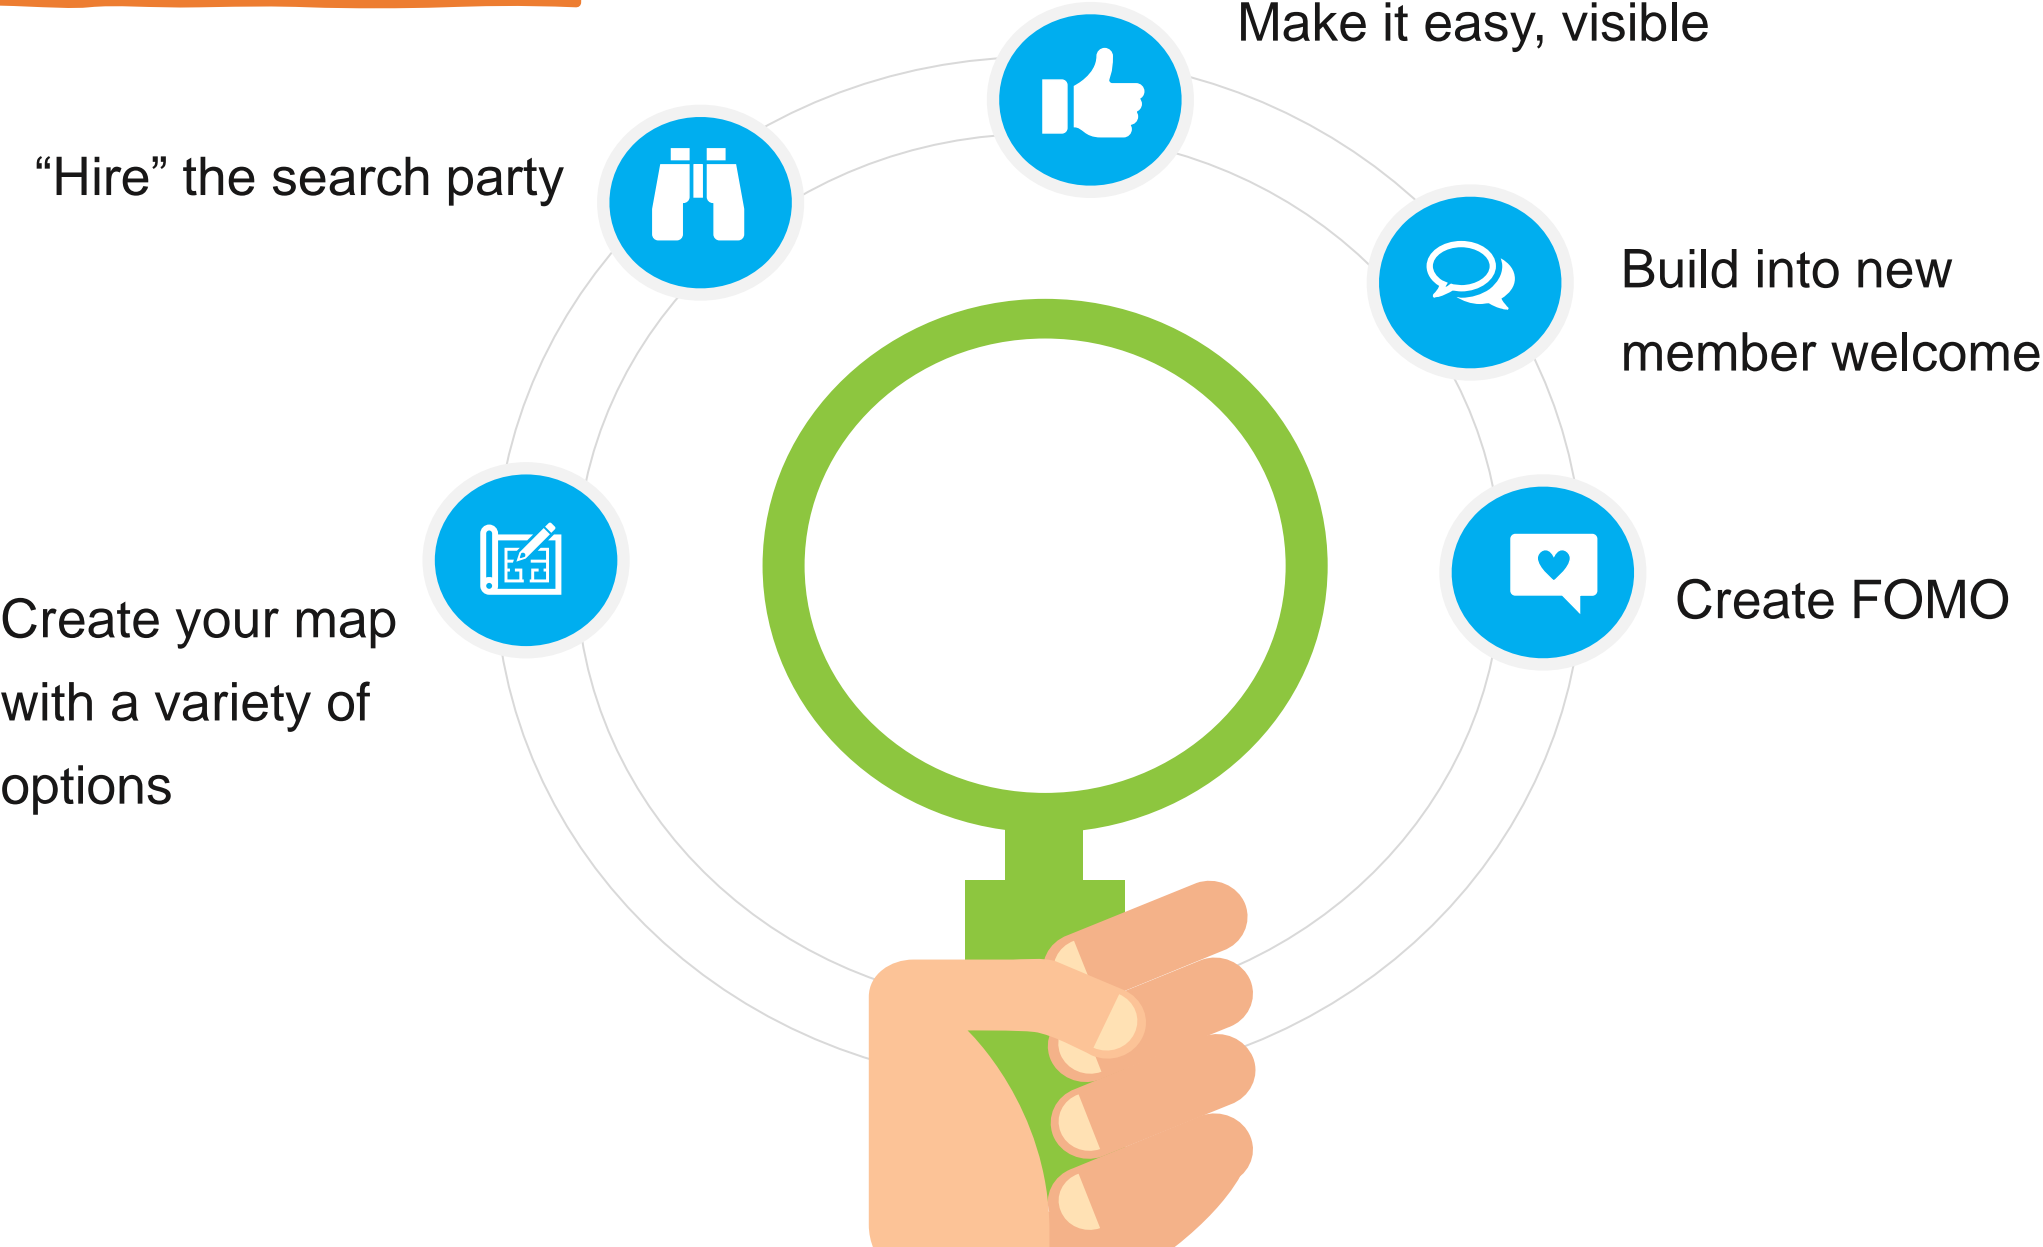 Make it easy, visible
“Hire” the search party
Build into new
member welcome
Create your map
with a variety of
options
Create FOMO